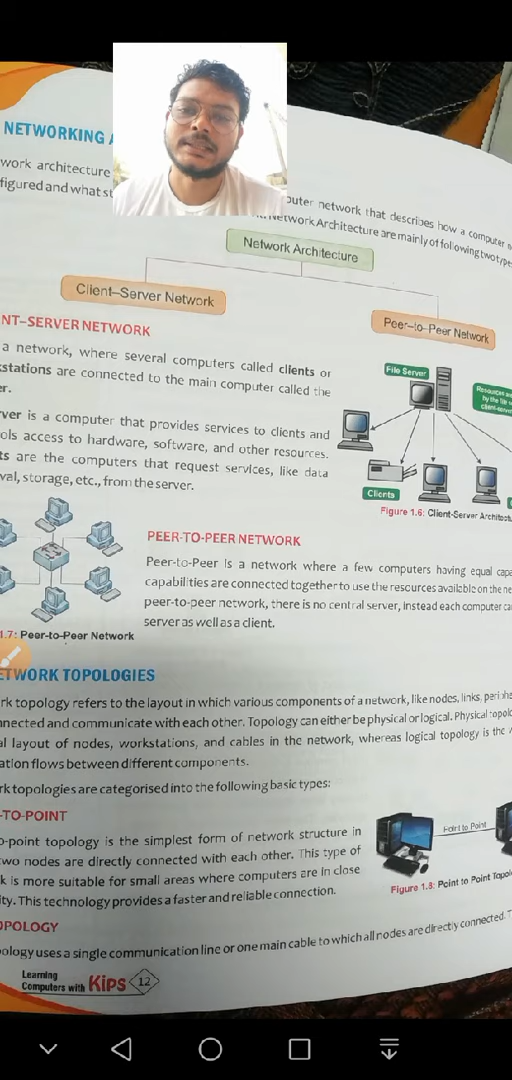 NETWORKING
work architecture
figured and what
puter network that describes how a computer
Network Architecture are mainly of following two types
Network Architecture
Client–Server Network
Peer–to–Peer Network
NT–SERVER NETWORK
a network, where several computers called clients or
kstations are connected to the main computer called the
er.
File Server
rver is a computer that provides services to clients and
ols access to hardware, software, and other resources.
ts are the computers that request services, like data
val, storage, etc., from the server.
Clients
Figure 1.6: Client-Server Architectu
PEER-TO-PEER NETWORK
Peer-to-Peer is a network where a few computers having equal capa
capabilities are connected together to use the resources available on the ne
peer-to-peer network, there is no central server, instead each computer ca
server as well as a client.
1.7: Peer-to-Peer Network
ETWORK TOPOLOGIES
rk topology refers to the layout in which various components of a network, like nodes, links, periphe
nnected and communicate with each other. Topology can either be physical or logical. Physical topolo
al layout of nodes, workstations, and cables in the network, whereas logical topology is the
ation flows between different components.
rk topologies are categorised into the following basic types:
-TO-POINT
o-point topology is the simplest form of network structure in
two nodes are directly connected with each other. This type of
k is more suitable for small areas where computers are in close
ity. This technology provides a faster and reliable connection.
Point to Point
Figure 1.8: Point to Point Topol
OPOLOGY
pology uses a single communication line or one main cable to which all nodes are directly connected. T
Learning
Computers with Kips 12